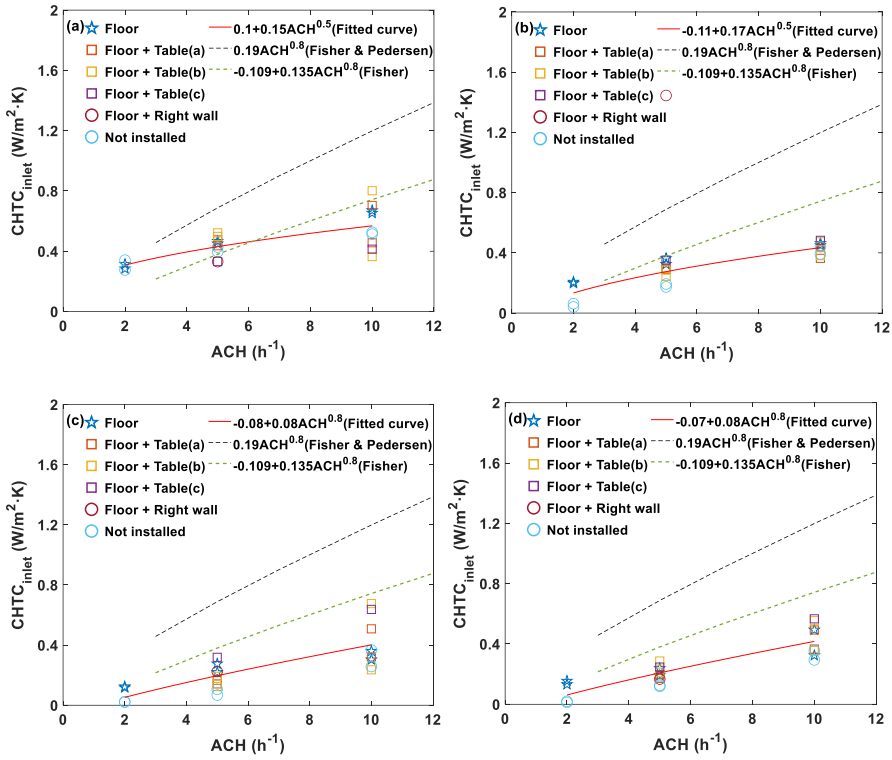 (a)
Floor
Floor + Table(a)
Floor + Table(b)
Floor + Table(c)
Floor + Right wall
Not installed
0.1+0.15ACH^0.5(Fitted curve)
0.19ACH^0.8(Fisher & Pedersen)
-0.109+0.135ACH^0.8(Fisher)
CHTC_inlet (W/m^2·K)
2
1.6
1.2
0.8
0.4
0
0 2 4 6 8 10 12
ACH (h^-1)
(b)
Floor
Floor + Table(a)
Floor + Table(b)
Floor + Table(c)
Floor + Right wall
Not installed
-0.11+0.17ACH^0.5(Fitted curve)
0.19ACH^0.8(Fisher & Pedersen)
-0.109+0.135ACH^0.8(Fisher)
CHTC_inlet (W/m^2·K)
2
1.6
1.2
0.8
0.4
0
0 2 4 6 8 10 12
ACH (h^-1)
(c)
Floor
Floor + Table(a)
Floor + Table(b)
Floor + Table(c)
Floor + Right wall
Not installed
-0.08+0.08ACH^0.8(Fitted curve)
0.19ACH^0.8(Fisher & Pedersen)
-0.109+0.135ACH^0.8(Fisher)
CHTC_inlet (W/m^2·K)
2
1.6
1.2
0.8
0.4
0
0 2 4 6 8 10 12
ACH (h^-1)
(d)
Floor
Floor + Table(a)
Floor + Table(b)
Floor + Table(c)
Floor + Right wall
Not installed
-0.07+0.08ACH^0.8(Fitted curve)
0.19ACH^0.8(Fisher & Pedersen)
-0.109+0.135ACH^0.8(Fisher)
CHTC_inlet (W/m^2·K)
2
1.6
1.2
0.8
0.4
0
0 2 4 6 8 10 12
ACH (h^-1)